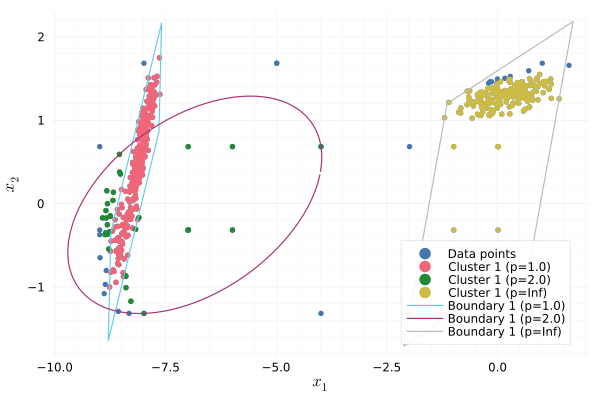 2
1
0
−1
x₂
−10.0
−7.5
−5.0
−2.5
0.0
x₁
Data points
Cluster 1 (p=1.0)
Cluster 1 (p=2.0)
Cluster 1 (p=Inf)
Boundary 1 (p=1.0)
Boundary 1 (p=2.0)
Boundary 1 (p=Inf)